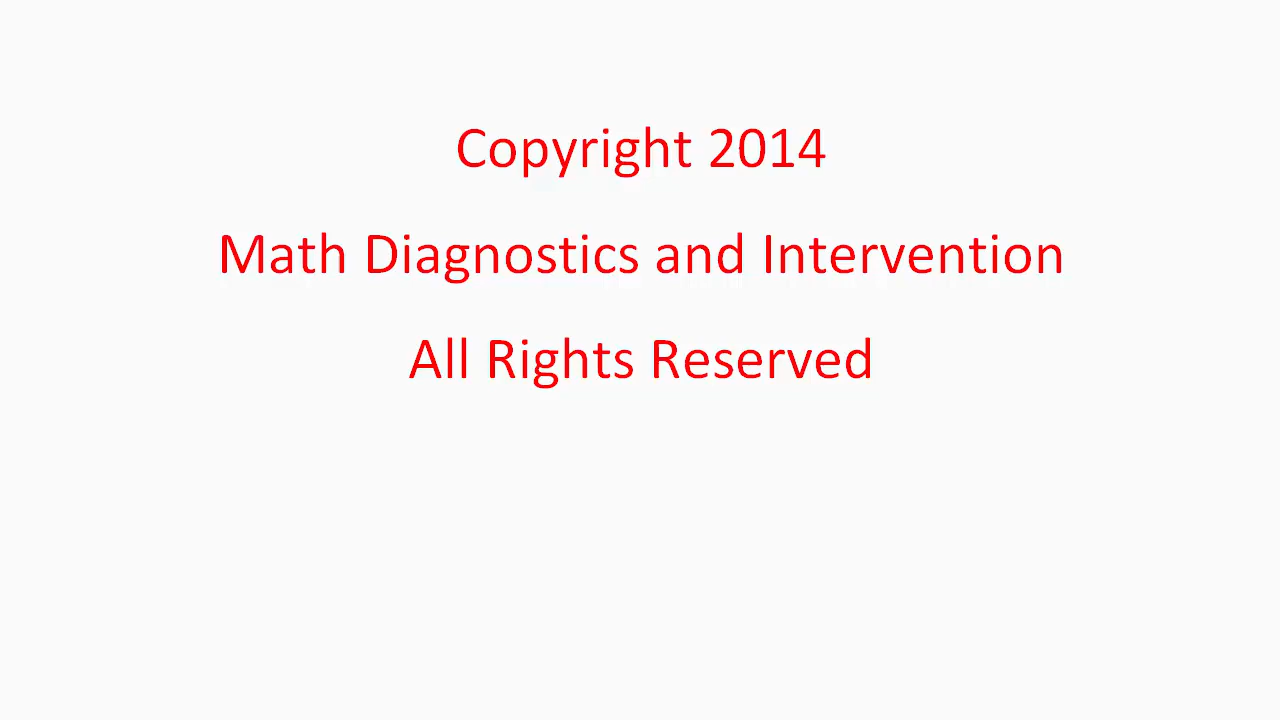 Copyright 2014
Math Diagnostics and Intervention
All Rights Reserved